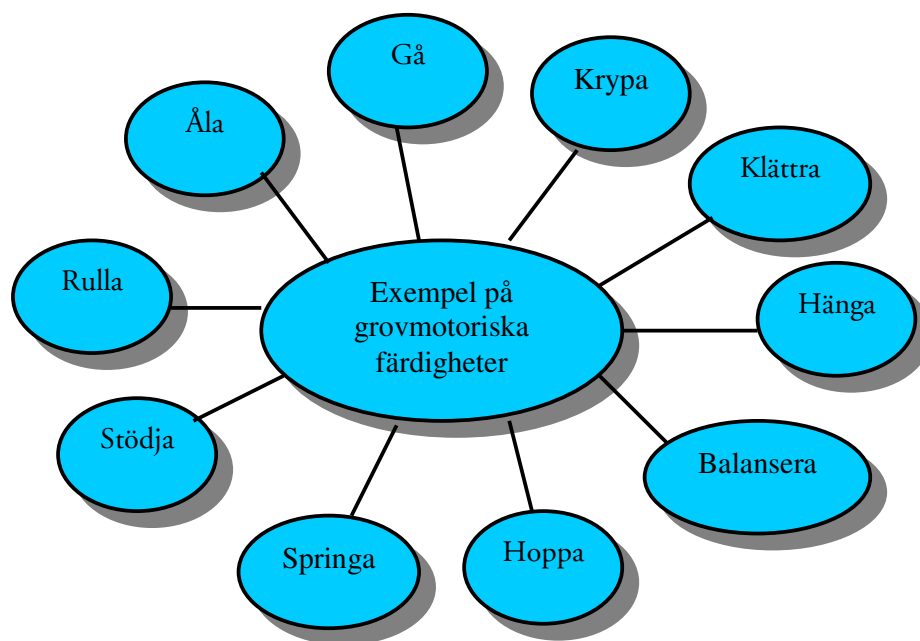 Gå
Krypa
Åla
Klättra
Rulla
Exempel på
grovmotoriska
färdigheter
Hänga
Stödja
Balansera
Springa
Hoppa